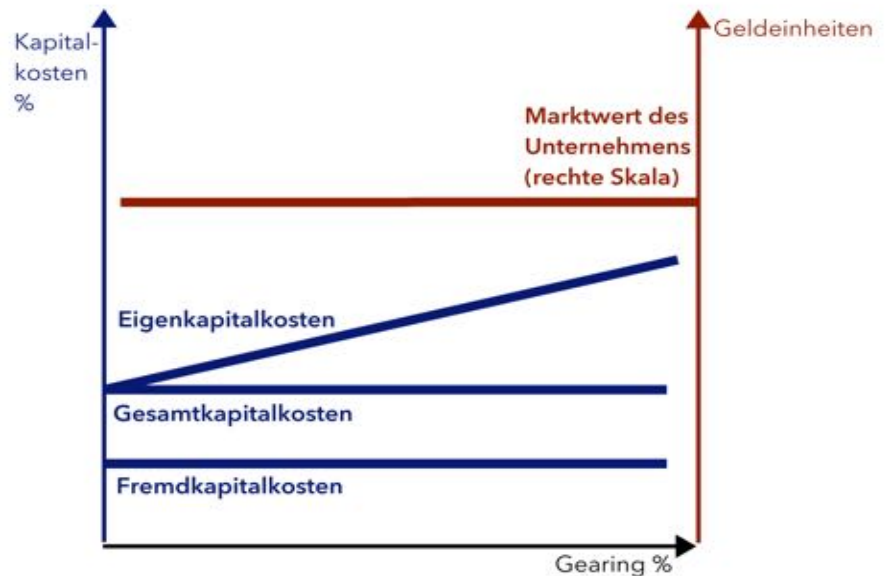 Kapital-
kosten
%
Geldeinheiten
Marktwert des
Unternehmens
(rechte Skala)
Eigenkapitalkosten
Gesamtkapitalkosten
Fremdkapitalkosten
Gearing %